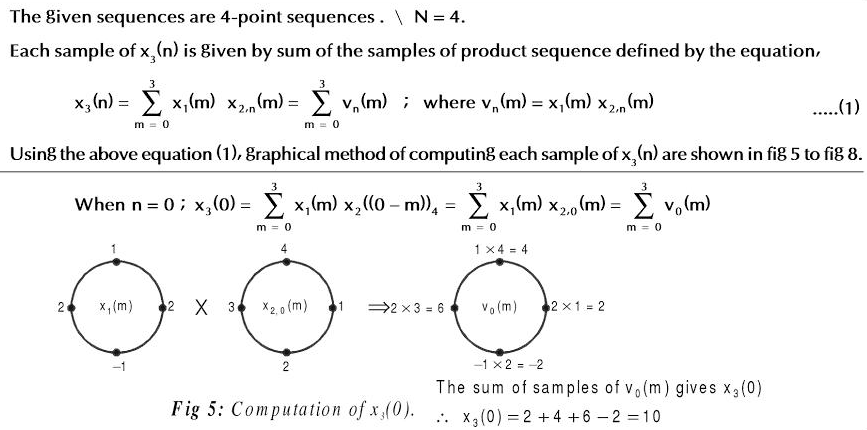 The given sequences are 4-point sequences . \ N = 4.
Each sample of x₃(n) is given by sum of the samples of product sequence defined by the equation,
3 3
x₃(n) = ∑ x₁(m) x₂,ₙ(m) = ∑ vₙ(m) ; where vₙ(m) = x₁(m) x₂,ₙ(m) .....(1)
m = 0 m = 0
Using the above equation (1), graphical method of computing each sample of x₃(n) are shown in fig 5 to fig 8.
3 3 3
When n = 0 ; x₃(0) = ∑ x₁(m) x₂((0 – m))₄ = ∑ x₁(m) x₂,₀(m) = ∑ v₀(m)
m = 0 m = 0 m = 0
1 4 1 × 4 = 4
2 x₁(m) 2 X 3 x₂,₀(m) 1 ⇒ 2 × 3 = 6 v₀(m) 2 × 1 = 2
–1 2 –1 × 2 = –2
The sum of samples of v₀(m) gives x₃(0)
Fig 5: Computation of x₃(0). ∴ x₃(0) = 2 + 4 + 6 – 2 = 10